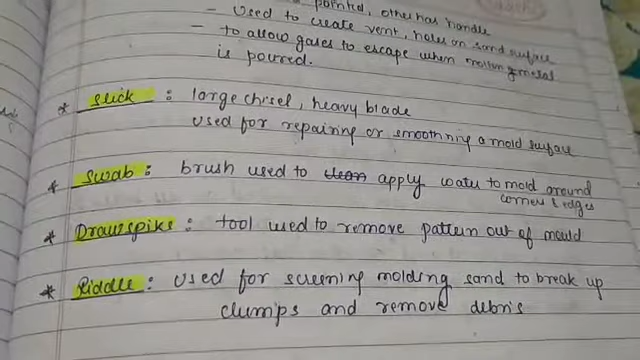 pointed, other has handle
- Used to create vent, holes on sand surface
- to allow gases to escape when molten metal
is poured.
* Slick : large chisel, heavy blade
used for repairing or smoothning a mold surface
* Swab : brush used to clean apply water to mold around
corners & edges
* Drawspike : tool used to remove pattern out of mould
* Riddle : used for screening molding sand to break up
clumps and remove debris